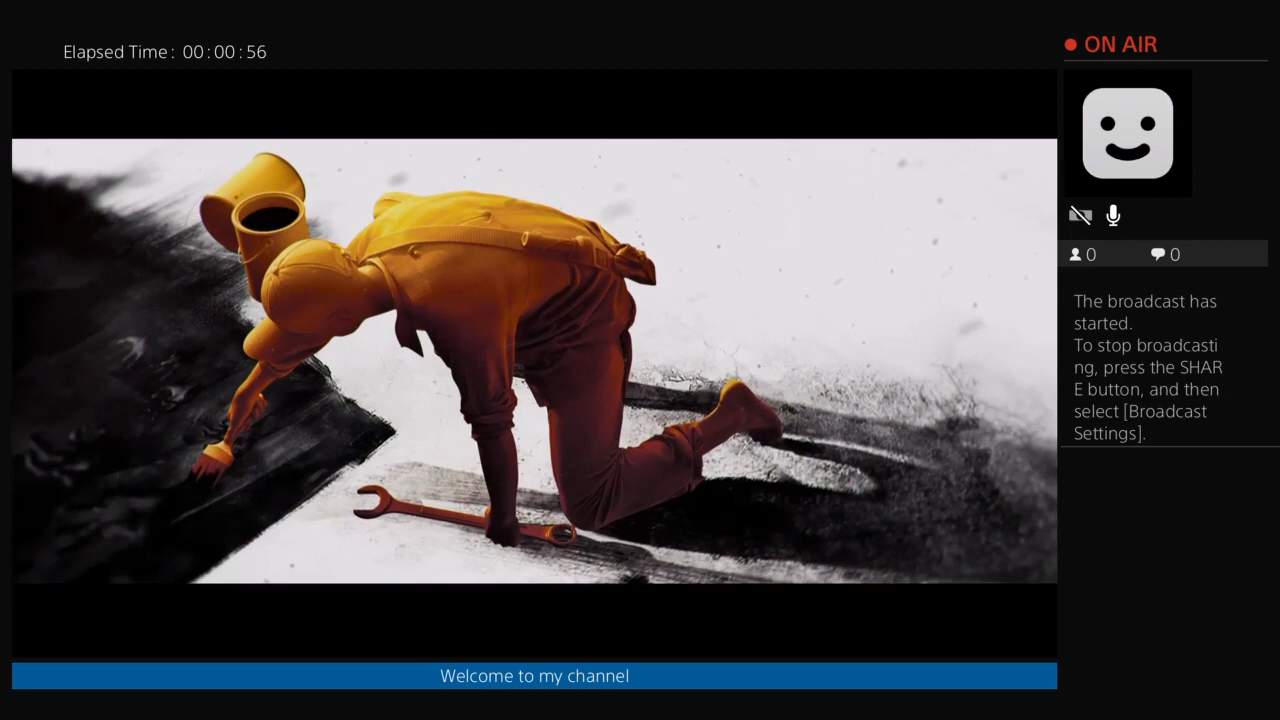 Elapsed Time : 00:00:56
ON AIR
0 0
The broadcast has
started.
To stop broadcasti
ng, press the SHAR
E button, and then
select [Broadcast
Settings].
Welcome to my channel